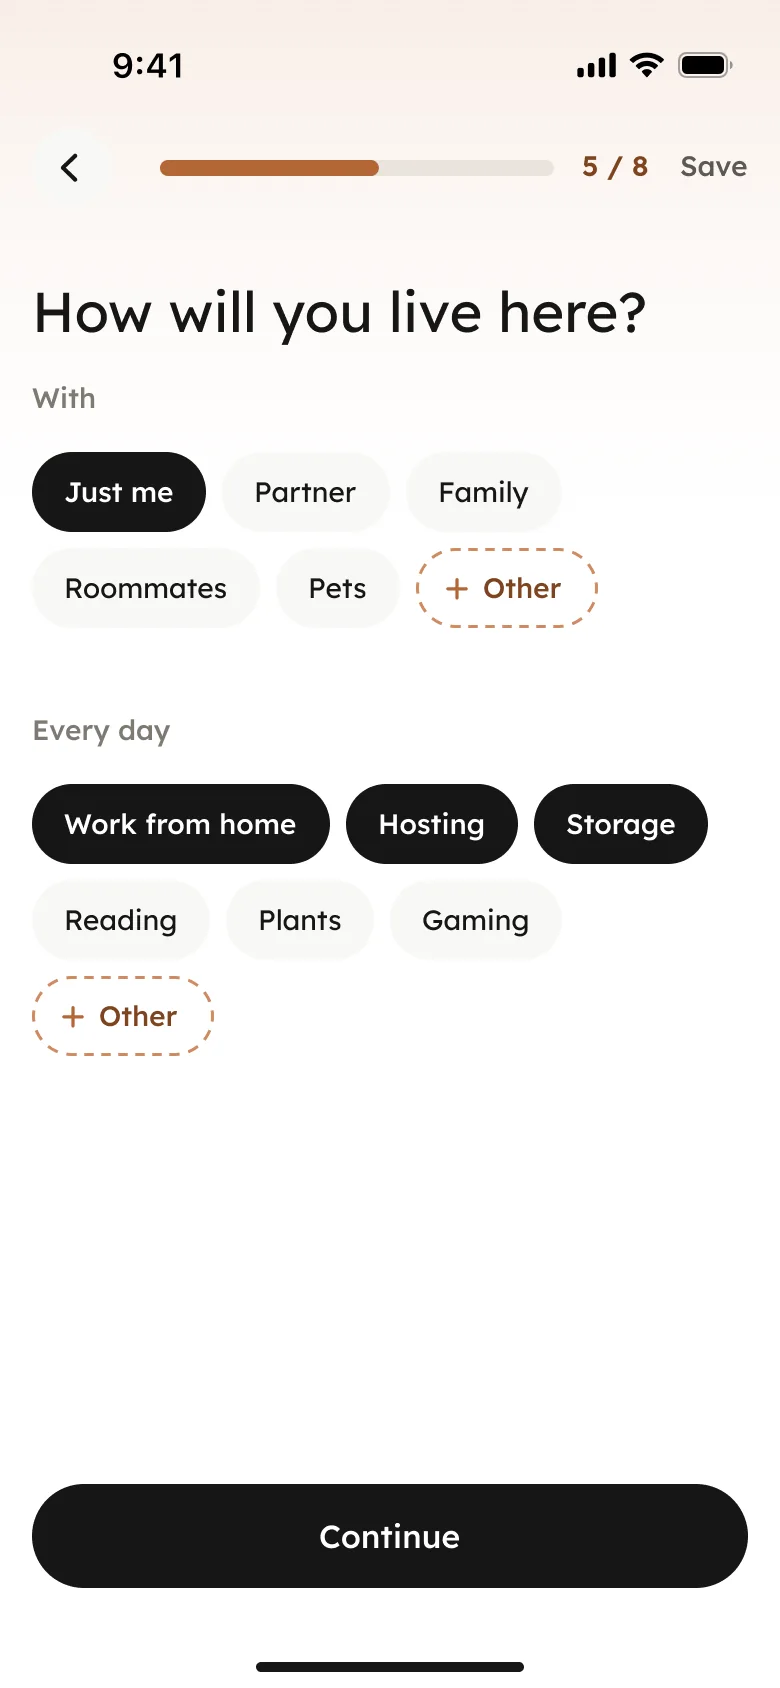 9:41
5 / 8 Save
How will you live here?
With
Just me Partner Family
Roommates Pets + Other
Every day
Work from home Hosting Storage
Reading Plants Gaming
+ Other
Continue